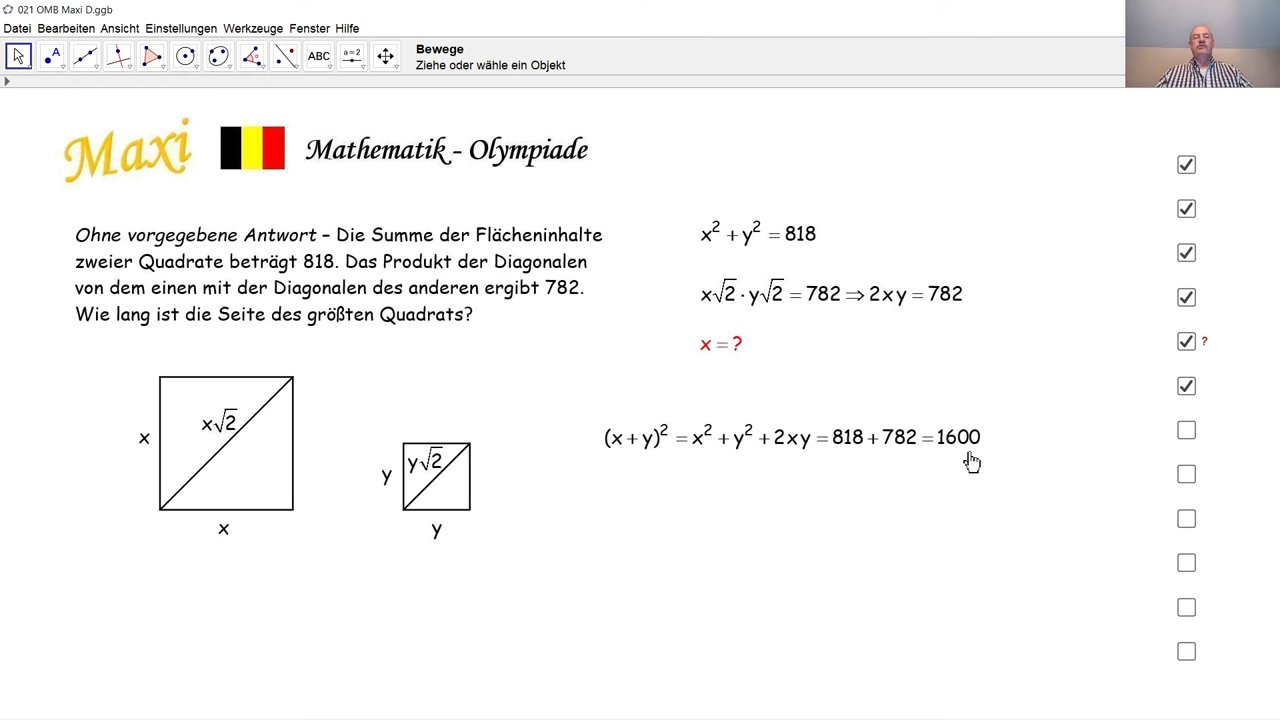 021 OMB Maxi D.ggb
Datei Bearbeiten Ansicht Einstellungen Werkzeuge Fenster Hilfe
A
ABC
a=2
Bewege
Ziehe oder wähle ein Objekt
Maxi
Mathematik - Olympiade
Ohne vorgegebene Antwort – Die Summe der Flächeninhalte
zweier Quadrate beträgt 818. Das Produkt der Diagonalen
von dem einen mit der Diagonalen des anderen ergibt 782.
Wie lang ist die Seite des größten Quadrats?
x² + y² = 818
x√2 · y√2 = 782 ⇒ 2xy = 782
x = ?
?
x√2
x
x
y√2
y
y
(x + y)² = x² + y² + 2xy = 818 + 782 = 1600